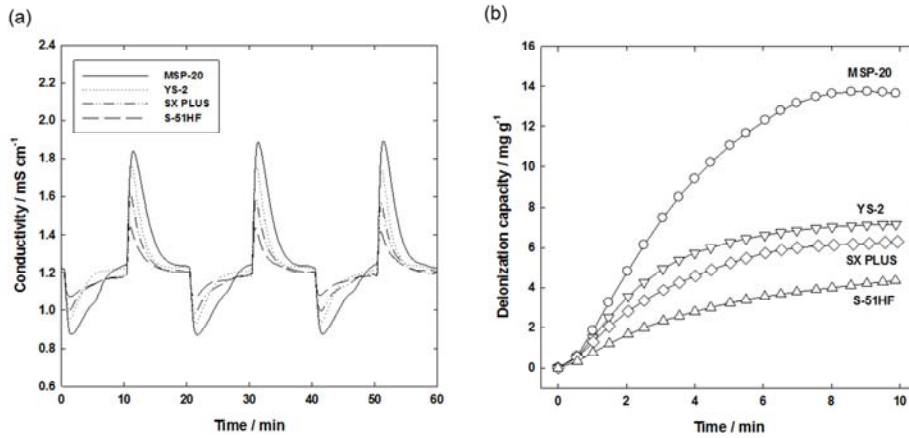 (a)
2.4
2.2
2.0
1.8
1.6
1.4
1.2
1.0
0.8
0.6
Conductivity / mS cm⁻¹
MSP-20
YS-2
SX PLUS
S-51HF
0 10 20 30 40 50 60
Time / min
(b)
16
14
12
10
8
6
4
2
0
Deionization capacity / mg g⁻¹
MSP-20
YS-2
SX PLUS
S-51HF
0 2 4 6 8 10
Time / min